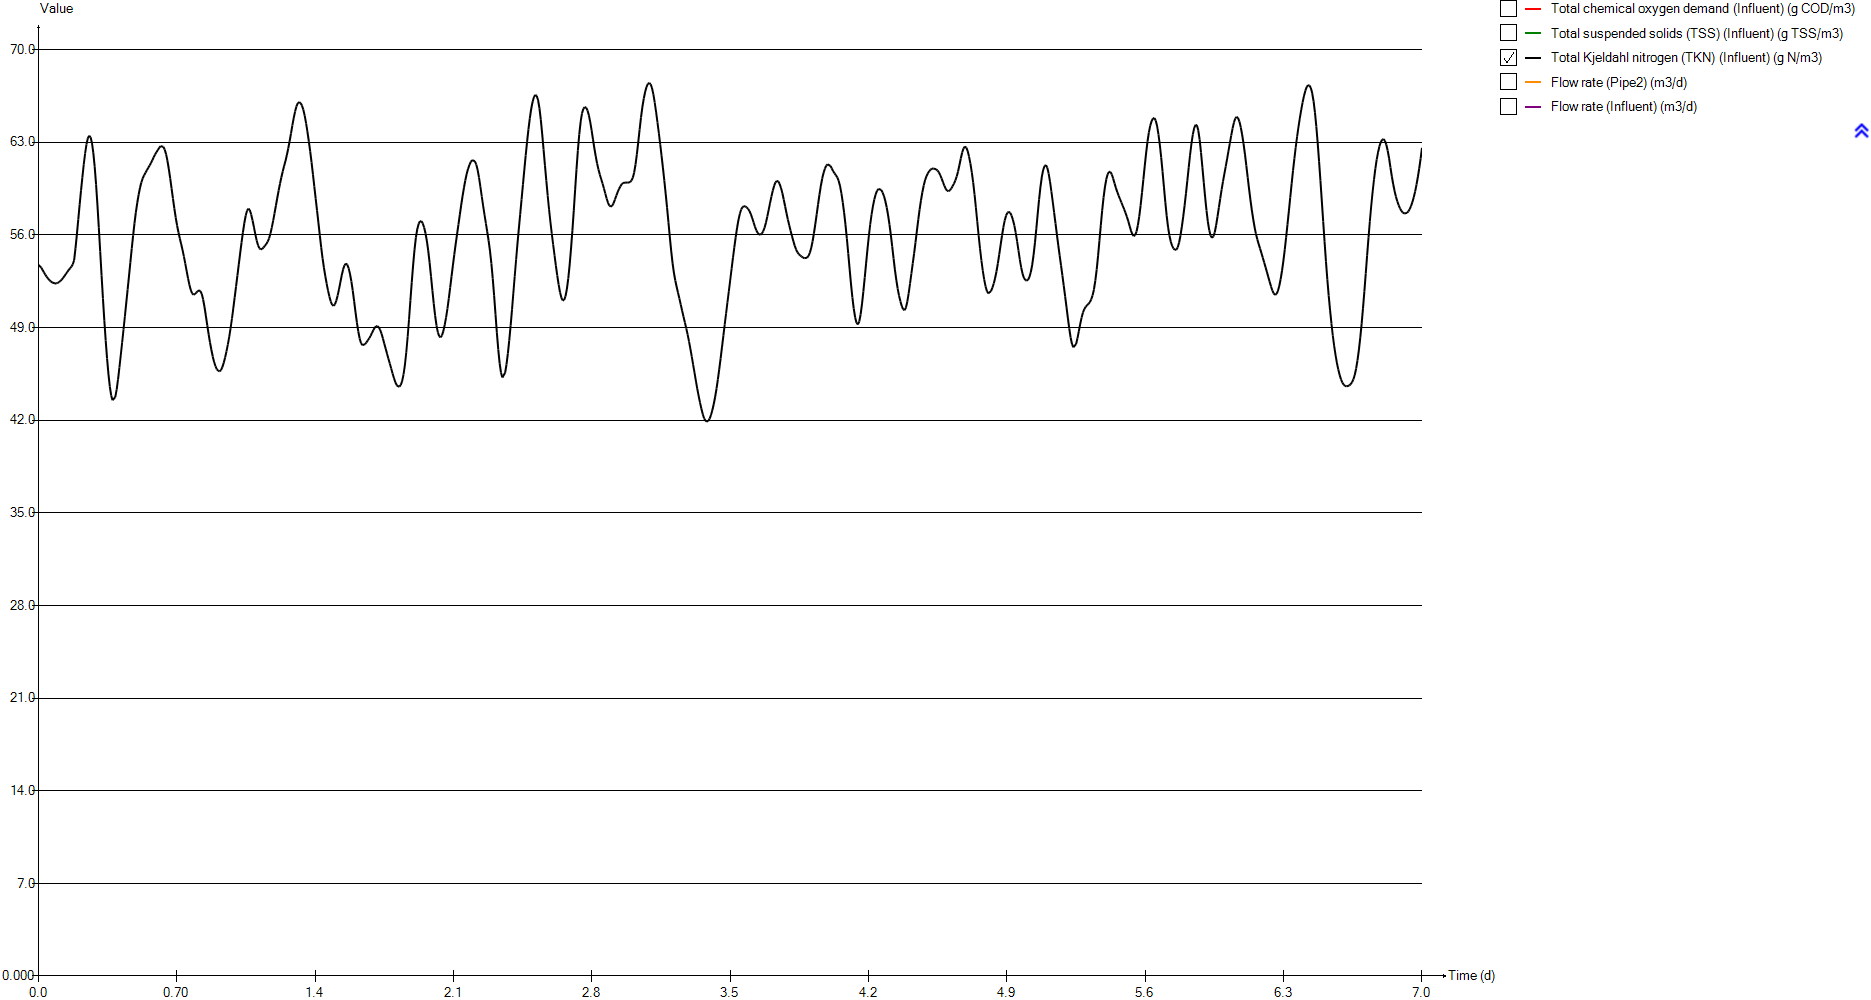 Value
70.0
63.0
56.0
49.0
42.0
35.0
28.0
21.0
14.0
7.0
0.000
0.0 0.70 1.4 2.1 2.8 3.5 4.2 4.9 5.6 6.3 7.0
Time (d)
Total chemical oxygen demand (Influent) (g COD/m3)
Total suspended solids (TSS) (Influent) (g TSS/m3)
Total Kjeldahl nitrogen (TKN) (Influent) (g N/m3)
Flow rate (Pipe2) (m3/d)
Flow rate (Influent) (m3/d)